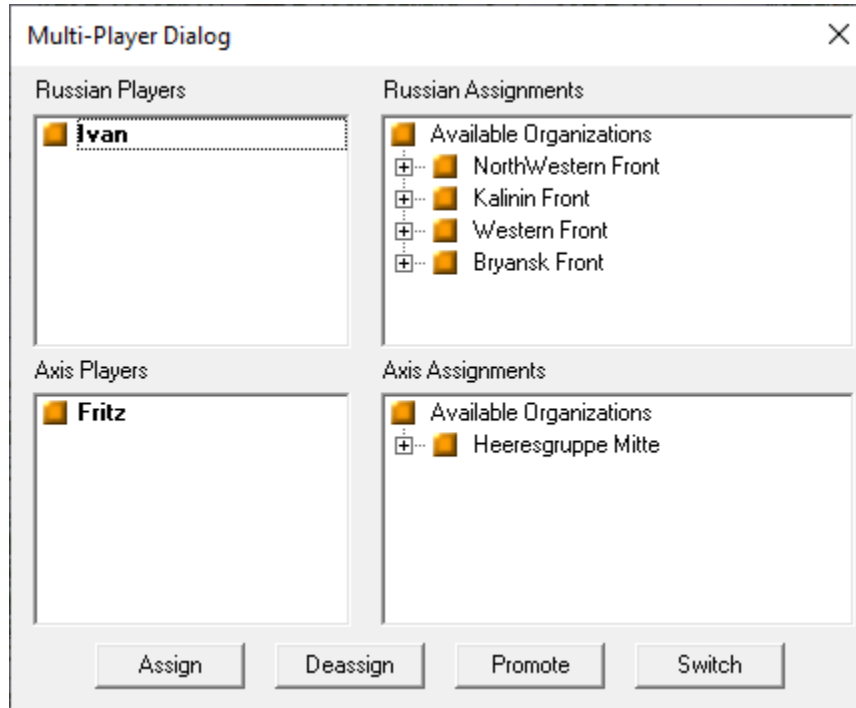 Multi-Player Dialog
Russian Players
Ivan
Russian Assignments
Available Organizations
NorthWestern Front
Kalinin Front
Western Front
Bryansk Front
Axis Players
Fritz
Axis Assignments
Available Organizations
Heeresgruppe Mitte
Assign
Deassign
Promote
Switch